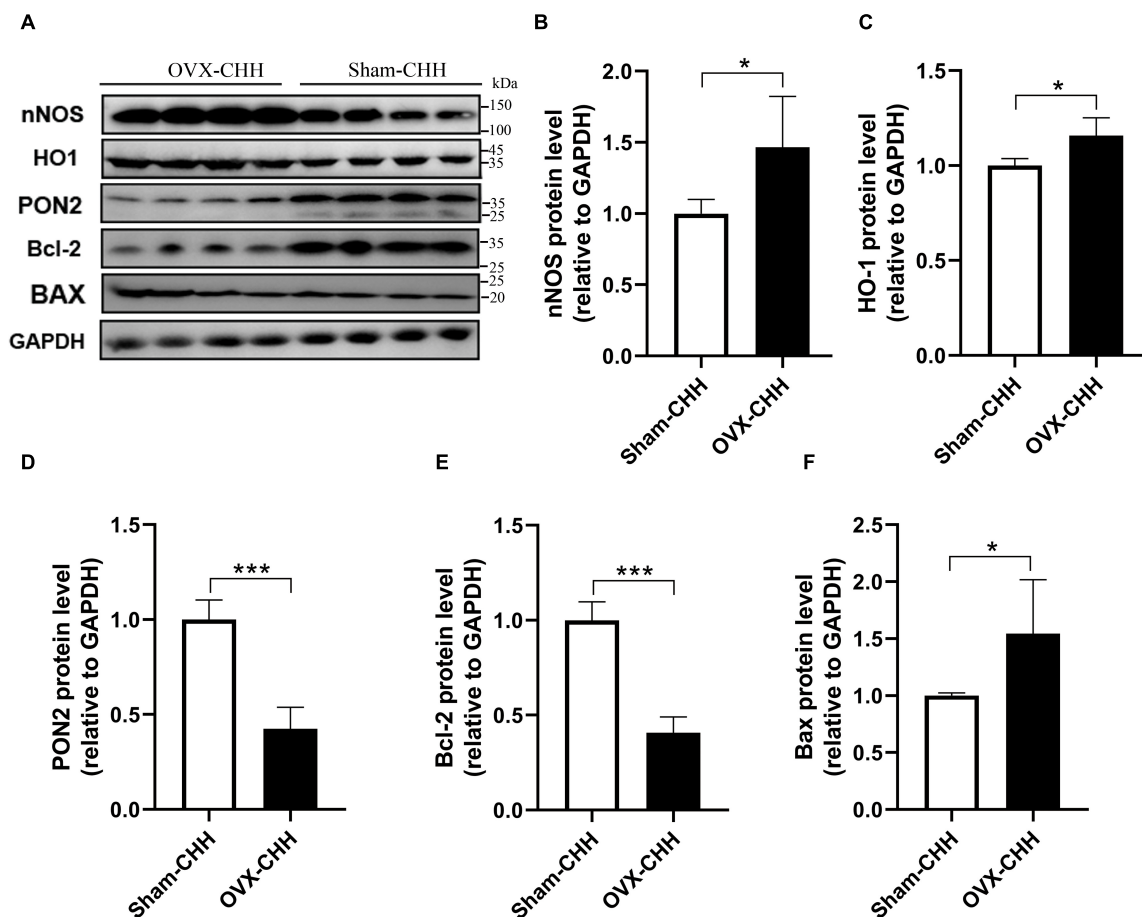 A
OVX-CHH Sham-CHH
kDa
nNOS
150
100
HO1
45
35
PON2
35
25
Bcl-2
35
25
BAX
25
20
GAPDH
B
nNOS protein level
(relative to GAPDH)
2.0
1.5
1.0
0.5
0.0
*
Sham-CHH
OVX-CHH
C
HO-1 protein level
(relative to GAPDH)
1.5
1.0
0.5
0.0
*
Sham-CHH
OVX-CHH
D
PON2 protein level
(relative to GAPDH)
1.5
1.0
0.5
0.0
***
Sham-CHH
OVX-CHH
E
Bcl-2 protein level
(relative to GAPDH)
1.5
1.0
0.5
0.0
***
Sham-CHH
OVX-CHH
F
Bax protein level
(relative to GAPDH)
2.5
2.0
1.5
1.0
0.5
0.0
*
Sham-CHH
OVX-CHH